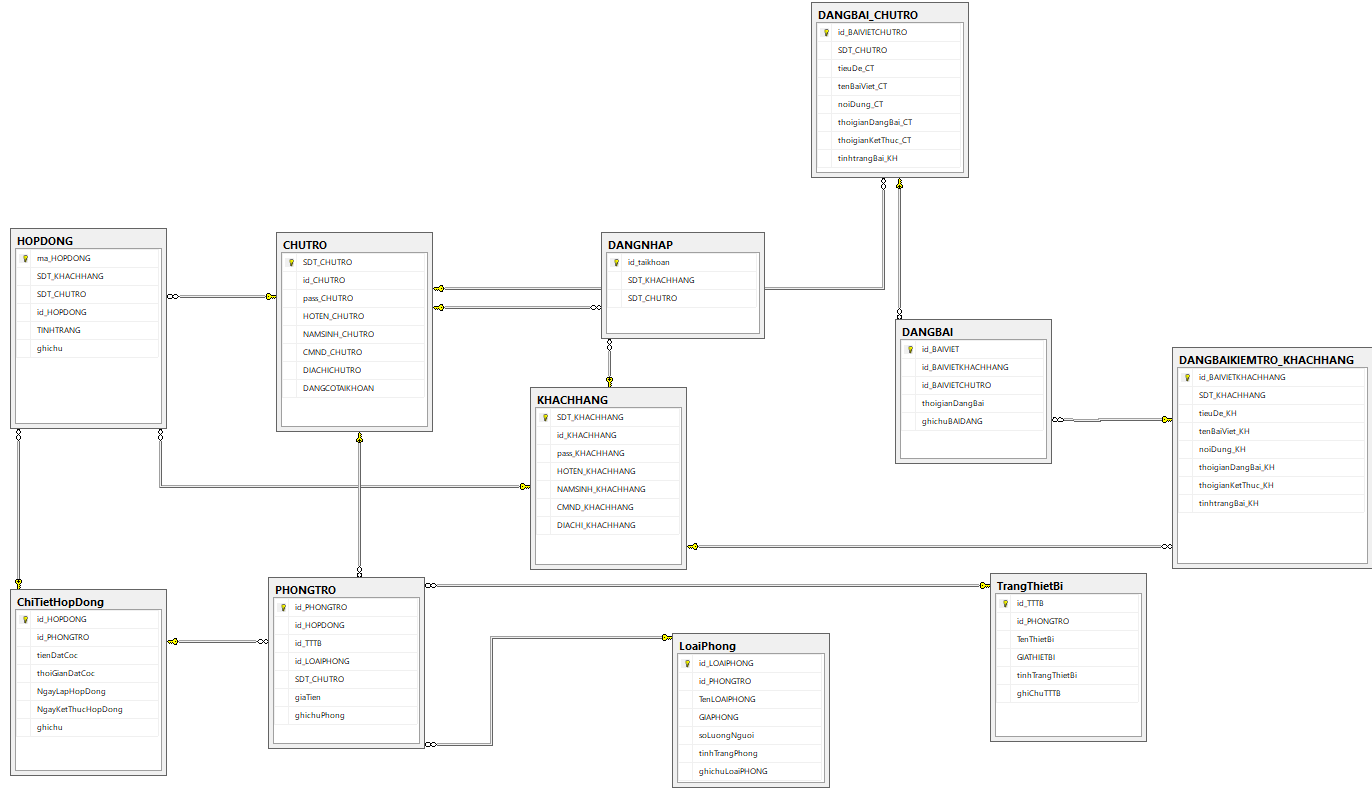 DANGBAI_CHUTRO
id_BAIVIETCHUTRO
SDT_CHUTRO
tieuDe_CT
tenBaiViet_CT
noiDung_CT
thoigianDangBai_CT
thoigianKetThuc_CT
tinhtrangBai_KH
HOPDONG
ma_HOPDONG
SDT_KHACHHANG
SDT_CHUTRO
id_HOPDONG
TINHTRANG
ghichu
CHUTRO
SDT_CHUTRO
id_CHUTRO
pass_CHUTRO
HOTEN_CHUTRO
NAMSINH_CHUTRO
CMND_CHUTRO
DIACHICHUTRO
DANGCOTAIKHOAN
DANGNHAP
id_taikhoan
SDT_KHACHHANG
SDT_CHUTRO
DANGBAI
id_BAIVIET
id_BAIVIETKHACHHANG
id_BAIVIETCHUTRO
thoigianDangBai
ghichuBAIDANG
DANGBAIKIEMTRO_KHACHHANG
id_BAIVIETKHACHHANG
SDT_KHACHHANG
tieuDe_KH
tenBaiViet_KH
noiDung_KH
thoigianDangBai_KH
thoigianKetThuc_KH
tinhtrangBai_KH
KHACHHANG
SDT_KHACHHANG
id_KHACHHANG
pass_KHACHHANG
HOTEN_KHACHHANG
NAMSINH_KHACHHANG
CMND_KHACHHANG
DIACHI_KHACHHANG
ChiTietHopDong
id_HOPDONG
id_PHONGTRO
tienDatCoc
thoiGianDatCoc
NgayLapHopDong
NgayKetThucHopDong
ghichu
PHONGTRO
id_PHONGTRO
id_HOPDONG
id_TTTB
id_LOAIPHONG
SDT_CHUTRO
giaTien
ghichuPhong
LoaiPhong
id_LOAIPHONG
id_PHONGTRO
TenLOAIPHONG
GIAPHONG
soLuongNguoi
tinhTrangPhong
ghichuLoaiPHONG
TrangThietBi
id_TTTB
id_PHONGTRO
TenThietBi
GIATHIETBI
tinhTrangThietBi
ghiChuTTTB